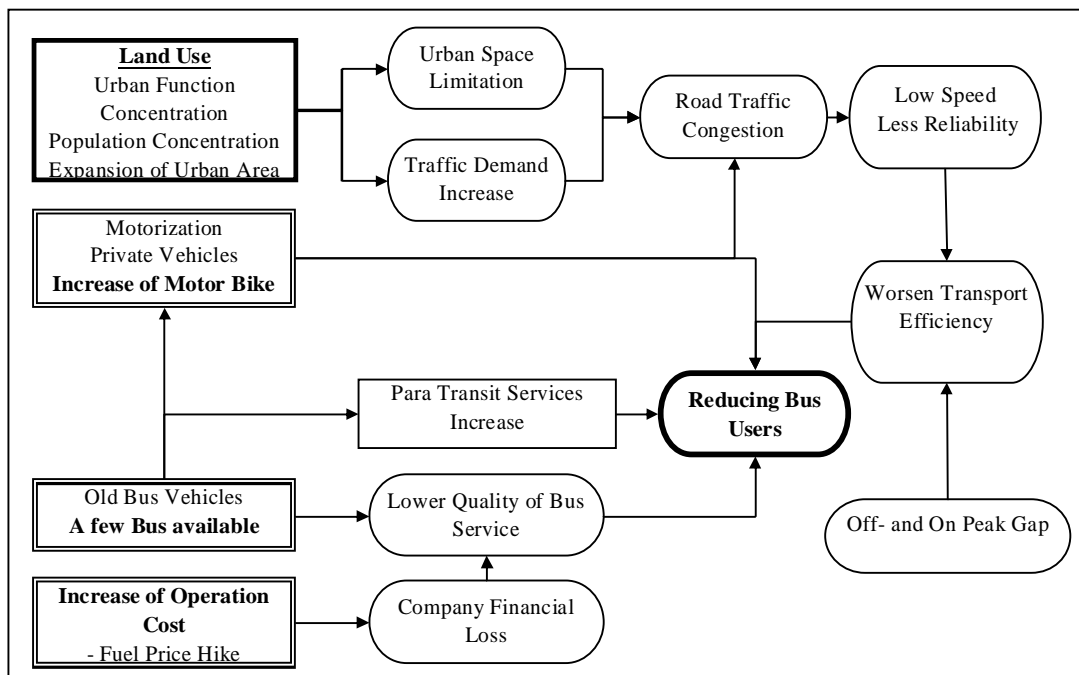 Land Use
Urban Function
Concentration
Population Concentration
Expansion of Urban Area
Urban Space
Limitation
Traffic Demand
Increase
Road Traffic
Congestion
Low Speed
Less Reliability
Motorization
Private Vehicles
Increase of Motor Bike
Worsen Transport
Efficiency
Para Transit Services
Increase
Reducing Bus
Users
Old Bus Vehicles
A few Bus available
Lower Quality of Bus
Service
Off- and On Peak Gap
Increase of Operation
Cost
- Fuel Price Hike
Company Financial
Loss